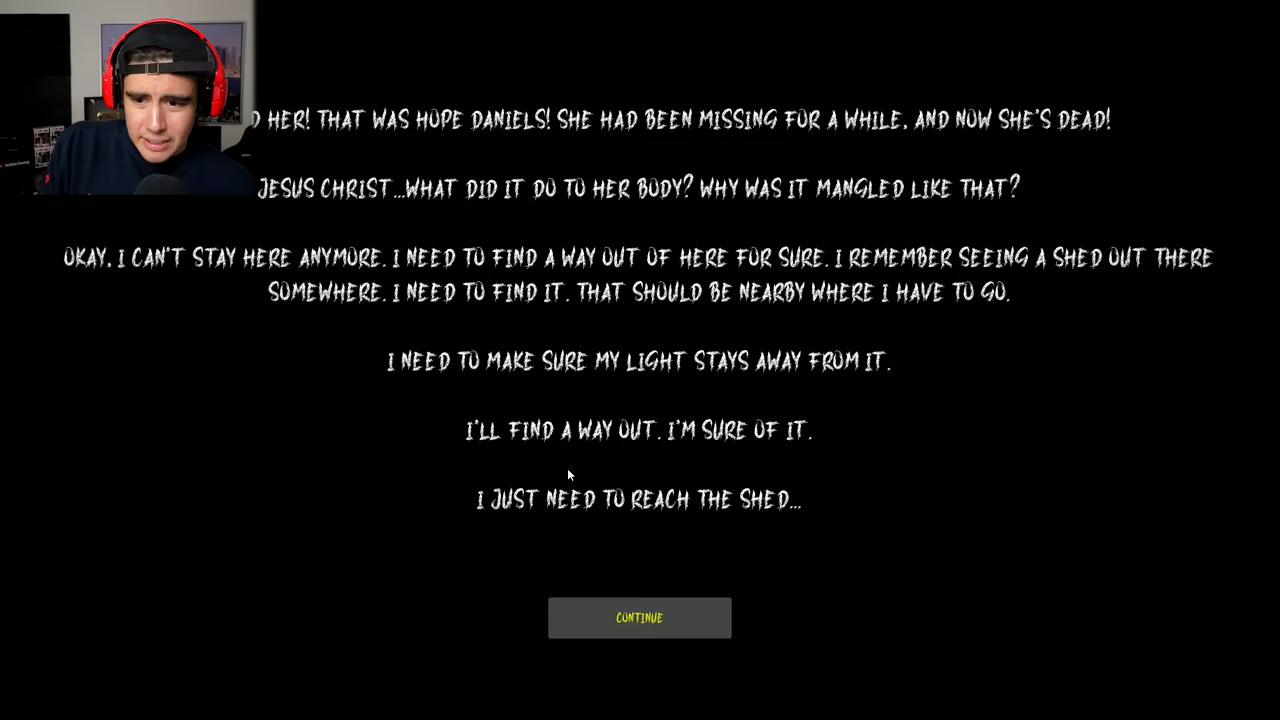 HER! THAT WAS HOPE DANIELS! SHE HAD BEEN MISSING FOR A WHILE, AND NOW SHE'S DEAD!
JESUS CHRIST...WHAT DID IT DO TO HER BODY? WHY WAS IT MANGLED LIKE THAT?
OKAY. I CAN'T STAY HERE ANYMORE. I NEED TO FIND A WAY OUT OF HERE FOR SURE. I REMEMBER SEEING A SHED OUT THERE
SOMEWHERE. I NEED TO FIND IT. THAT SHOULD BE NEARBY WHERE I HAVE TO GO.
I NEED TO MAKE SURE MY LIGHT STAYS AWAY FROM IT.
I'LL FIND A WAY OUT. I'M SURE OF IT.
I JUST NEED TO REACH THE SHED...
CONTINUE